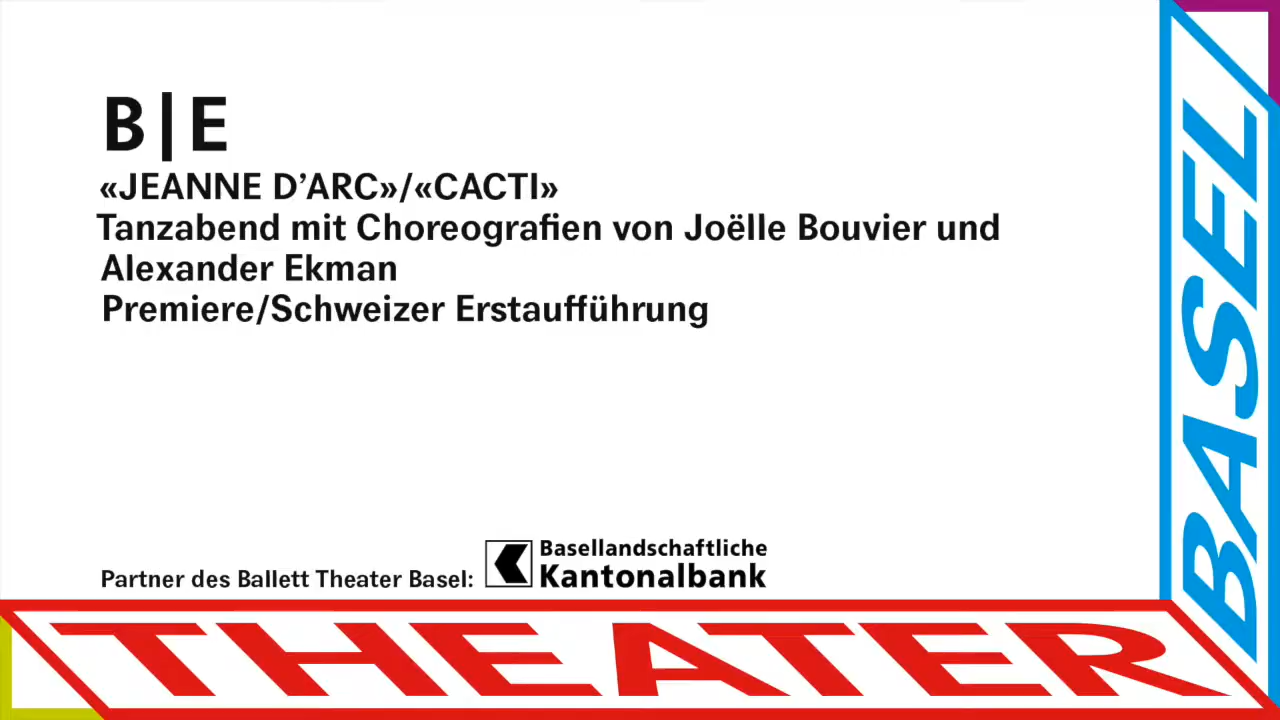 B|E
«JEANNE D’ARC»/«CACTI»
Tanzabend mit Choreografien von Joëlle Bouvier und
Alexander Ekman
Premiere/Schweizer Erstaufführung
Partner des Ballett Theater Basel:
Basellandschaftliche
Kantonalbank
THEATER
BASEL